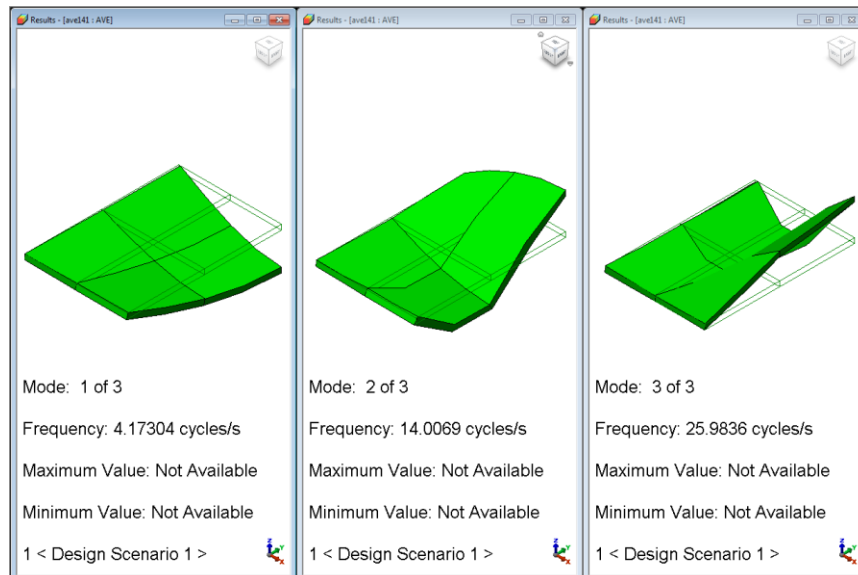 Results - [ave141 : AVE]
Mode: 1 of 3
Frequency: 4.17304 cycles/s
Maximum Value: Not Available
Minimum Value: Not Available
1 < Design Scenario 1 >
Results - [ave141 : AVE]
Mode: 2 of 3
Frequency: 14.0069 cycles/s
Maximum Value: Not Available
Minimum Value: Not Available
1 < Design Scenario 1 >
Results - [ave141 : AVE]
Mode: 3 of 3
Frequency: 25.9836 cycles/s
Maximum Value: Not Available
Minimum Value: Not Available
1 < Design Scenario 1 >